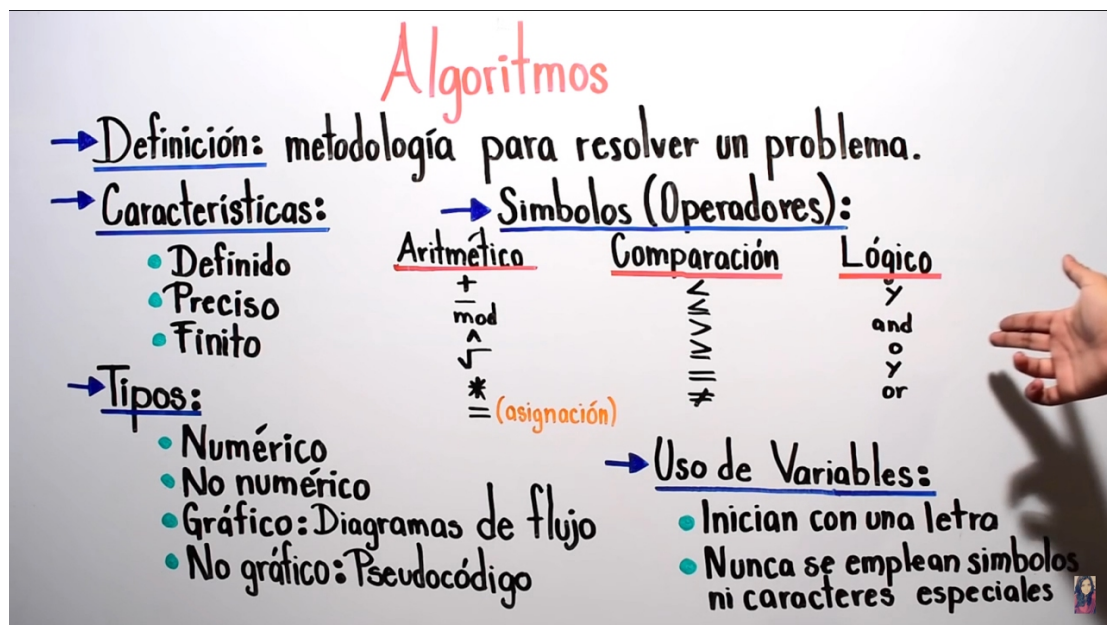 Algoritmos
Definición: metodología para resolver un problema.
Características:
Definido
Preciso
Finito
Tipos:
Numérico
No numérico
Gráfico: Diagramas de flujo
No gráfico: Pseudocódigo
Simbolos (Operadores):
Aritmético
+
-
mod
^
√
*
= (asignación)
Comparación
<
≤
>
≥
=
≠
Lógico
y
and
o
y
or
Uso de Variables:
Inician con una letra
Nunca se emplean simbolos
ni caracteres especiales